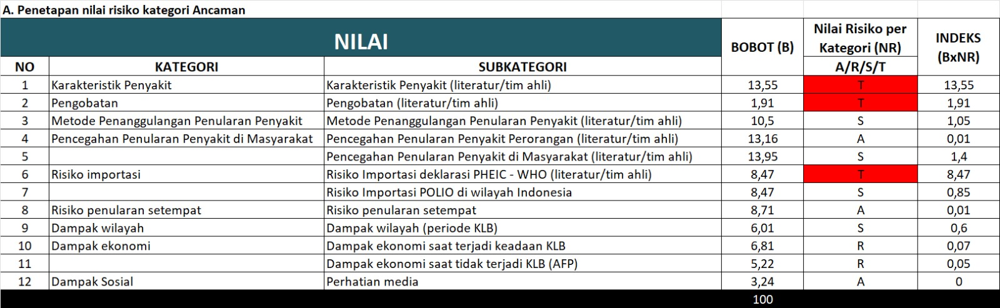 A. Penetapan nilai risiko kategori Ancaman
NILAI BOBOT (B) Nilai Risiko per Kategori (NR) INDEKS (BxNR)
NO KATEGORI SUBKATEGORI A/R/S/T
1 Karakteristik Penyakit Karakteristik Penyakit (literatur/tim ahli) 13,55 T 13,55
2 Pengobatan Pengobatan (literatur/tim ahli) 1,91 T 1,91
3 Metode Penanggulangan Penularan Penyakit Metode Penanggulangan Penularan Penyakit (literatur/tim ahli) 10,5 S 1,05
4 Pencegahan Penularan Penyakit di Masyarakat Pencegahan Penularan Penyakit Perorangan (literatur/tim ahli) 13,16 A 0,01
5 Pencegahan Penularan Penyakit di Masyarakat (literatur/tim ahli) 13,95 S 1,4
6 Risiko importasi Risiko Importasi deklarasi PHEIC - WHO (literatur/tim ahli) 8,47 T 8,47
7 Risiko Importasi POLIO di wilayah Indonesia 8,47 S 0,85
8 Risiko penularan setempat Risiko penularan setempat 8,71 A 0,01
9 Dampak wilayah Dampak wilayah (periode KLB) 6,01 S 0,6
10 Dampak ekonomi Dampak ekonomi saat terjadi keadaan KLB 6,81 R 0,07
11 Dampak ekonomi saat tidak terjadi KLB (AFP) 5,22 R 0,05
12 Dampak Sosial Perhatian media 3,24 A 0
100